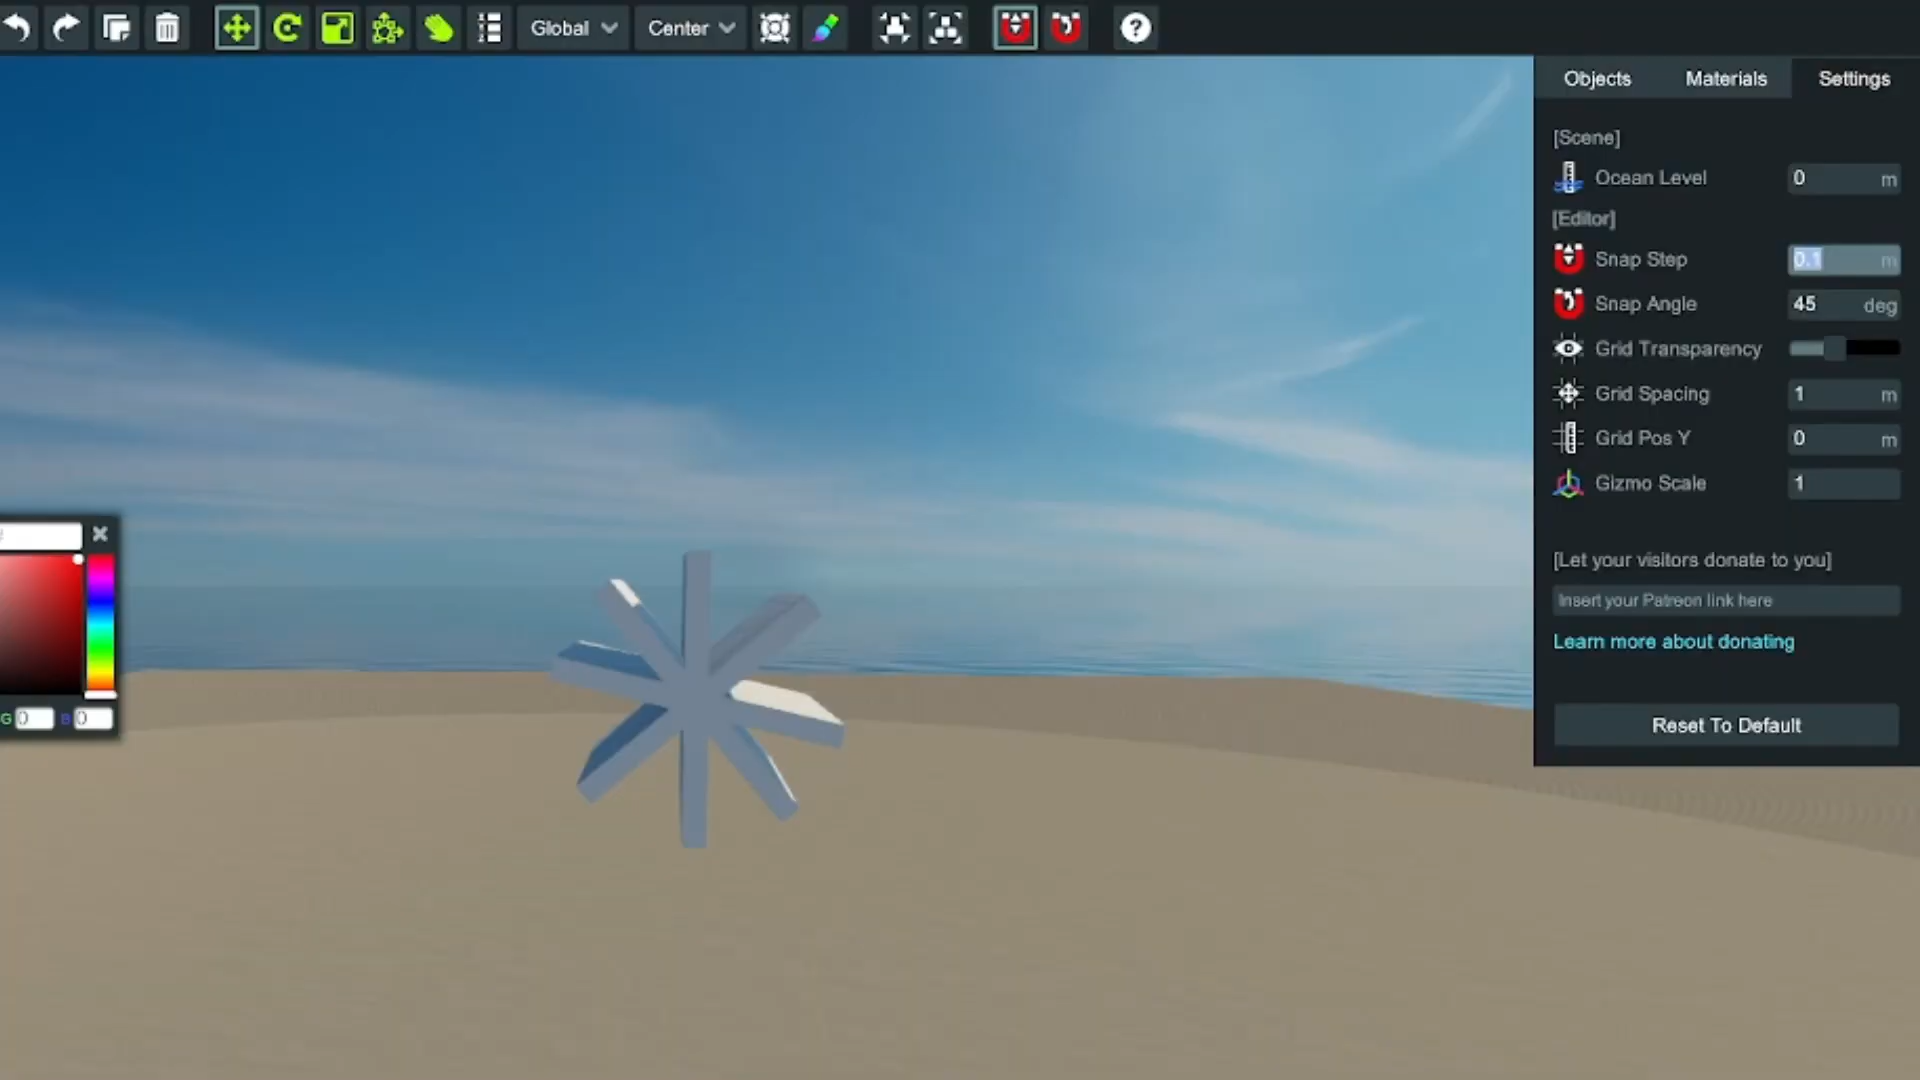 Global
Center
?
Objects
Materials
Settings
[Scene]
Ocean Level 0 m
[Editor]
Snap Step 0.1 m
Snap Angle 45 deg
Grid Transparency
Grid Spacing 1 m
Grid Pos Y 0 m
Gizmo Scale 1
[Let your visitors donate to you]
Insert your Patreon link here
Learn more about donating
Reset To Default
G 0 B 0